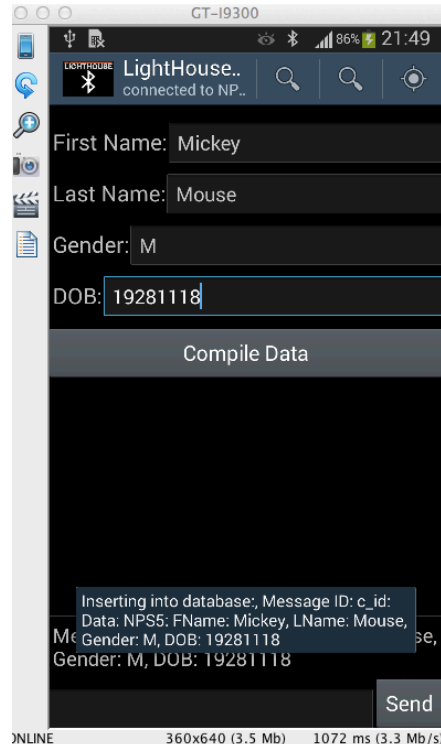 GT-I9300
86% 21:49
LIGHTHOUSE LightHouse..
connected to NP..
First Name: Mickey
Last Name: Mouse
Gender: M
DOB: 19281118
Compile Data
Inserting into database:, Message ID: c_id:
Data: NPS5: FName: Mickey, LName: Mouse,
Gender: M, DOB: 19281118
Me se,
Gender: M, DOB: 19281118
Send
ONLINE 360x640 (3.5 Mb) 1072 ms (3.3 Mb/s